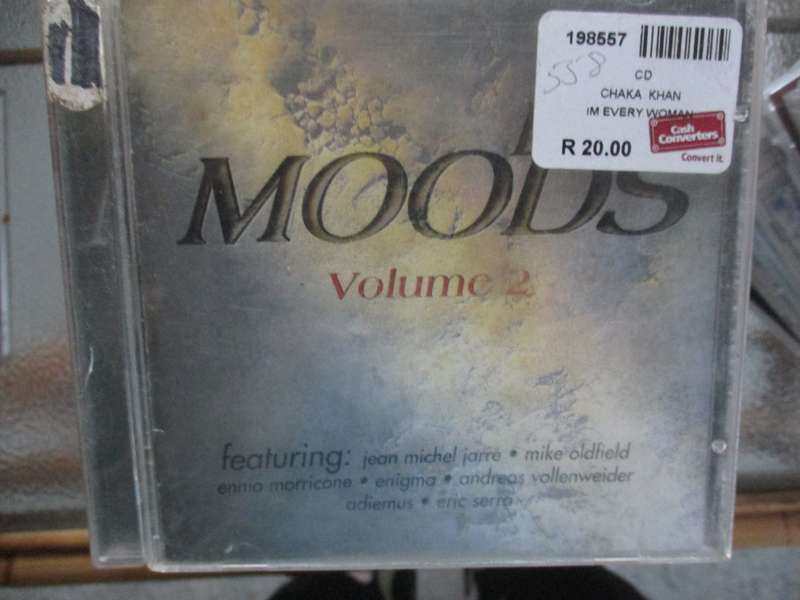 198557
558
CD
CHAKA KHAN
IM EVERY WOMAN
R 20.00
Cash
Converters
Convert it.
MOODS
Volume 2
featuring: jean michel jarre • mike oldfield
ennio morricone • enigma • andreas vollenweider
adiemus • eric serra